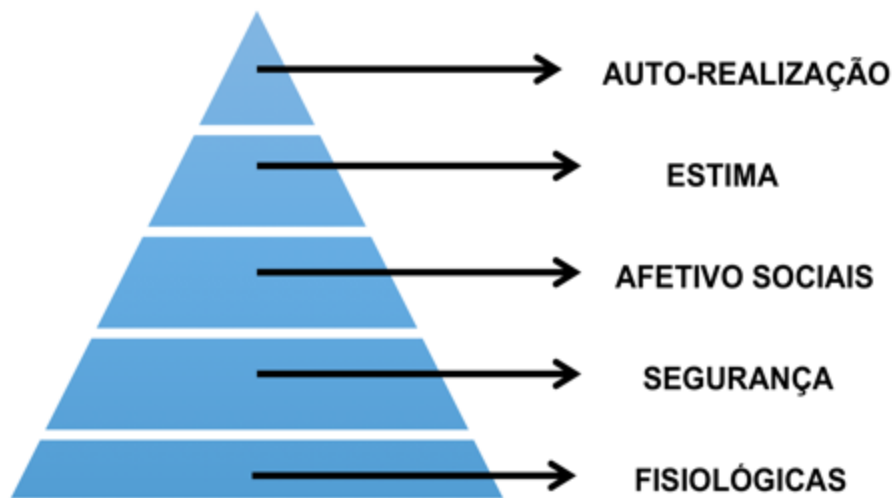 AUTO-REALIZAÇÃO
ESTIMA
AFETIVO SOCIAIS
SEGURANÇA
FISIOLÓGICAS